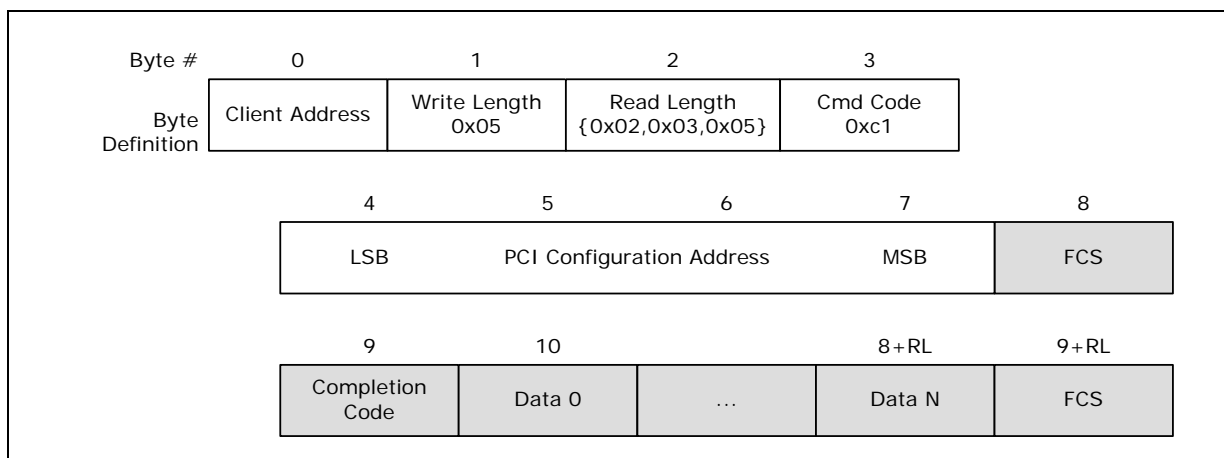 Byte # 0 1 2 3
Byte Definition
Client Address
Write Length
0x05
Read Length
{0x02,0x03,0x05}
Cmd Code
0xc1
4 5 6 7 8
LSB PCI Configuration Address MSB FCS
9 10 8+RL 9+RL
Completion
Code
Data 0 ... Data N FCS